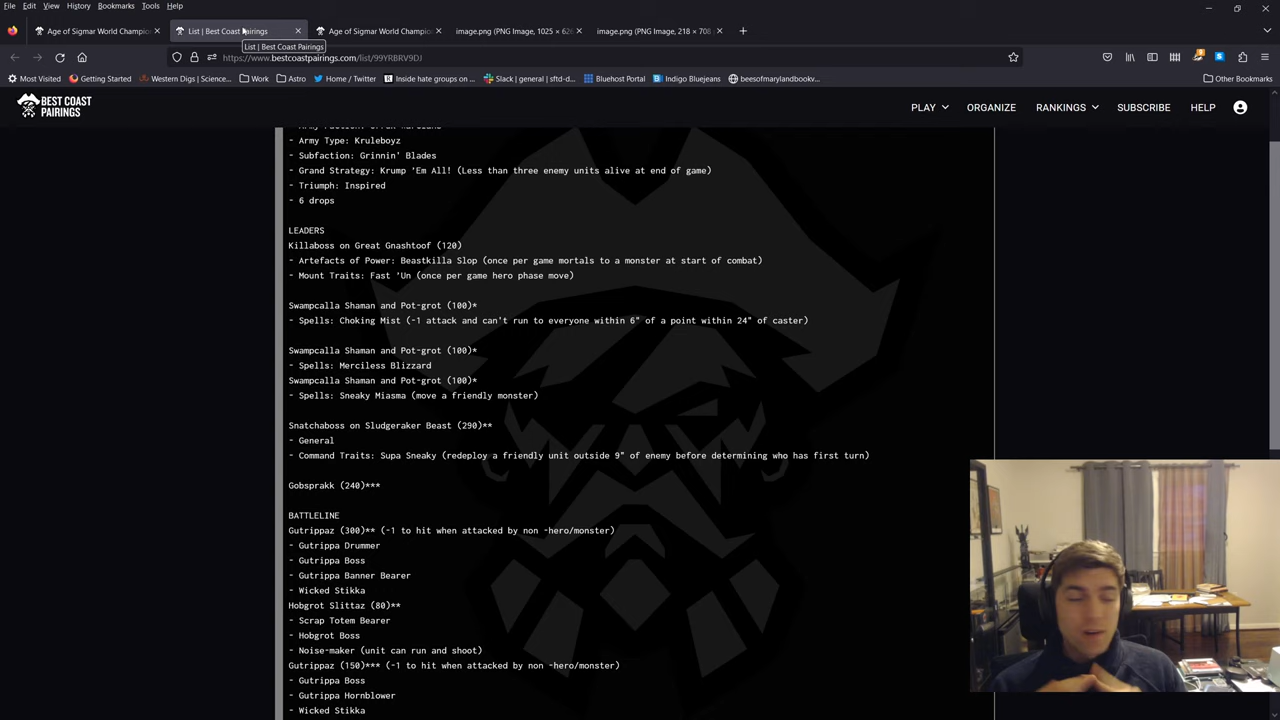 File Edit View History Bookmarks Tools Help
Age of Sigmar World Champion
List | Best Coast Pairings
Age of Sigmar World Champion
image.png (PNG Image, 1025 × 62
image.png (PNG Image, 218 × 708
List | Best Coast Pairings
https://www.bestcoastpairings.com/list/99YRBRV9DJ
Most Visited Getting Started Western Digs | Science... Work Astro Home / Twitter Inside hate groups on ... Slack | general | sftd-d... Bluehost Portal Indigo Bluejeans beesofmarylandbookv... Other Bookmarks
BEST COAST PAIRINGS PLAY ORGANIZE RANKINGS SUBSCRIBE HELP
- Army Type: Kruleboyz
- Subfaction: Grinnin' Blades
- Grand Strategy: Krump 'Em All! (Less than three enemy units alive at end of game)
- Triumph: Inspired
- 6 drops
LEADERS
Killaboss on Great Gnashtoof (120)
- Artefacts of Power: Beastkilla Slop (once per game mortals to a monster at start of combat)
- Mount Traits: Fast 'Un (once per game hero phase move)
Swampcalla Shaman and Pot-grot (100)*
- Spells: Choking Mist (-1 attack and can't run to everyone within 6" of a point within 24" of caster)
Swampcalla Shaman and Pot-grot (100)*
- Spells: Merciless Blizzard
Swampcalla Shaman and Pot-grot (100)*
- Spells: Sneaky Miasma (move a friendly monster)
Snatchaboss on Sludgeraker Beast (290)**
- General
- Command Traits: Supa Sneaky (redeploy a friendly unit outside 9" of enemy before determining who has first turn)
Gobsprakk (240)***
BATTLELINE
Gutrippaz (300)** (-1 to hit when attacked by non -hero/monster)
- Gutrippa Drummer
- Gutrippa Boss
- Gutrippa Banner Bearer
- Wicked Stikka
Hobgrot Slittaz (80)**
- Scrap Totem Bearer
- Hobgrot Boss
- Noise-maker (unit can run and shoot)
Gutrippaz (150)*** (-1 to hit when attacked by non -hero/monster)
- Gutrippa Boss
- Gutrippa Hornblower
- Wicked Stikka